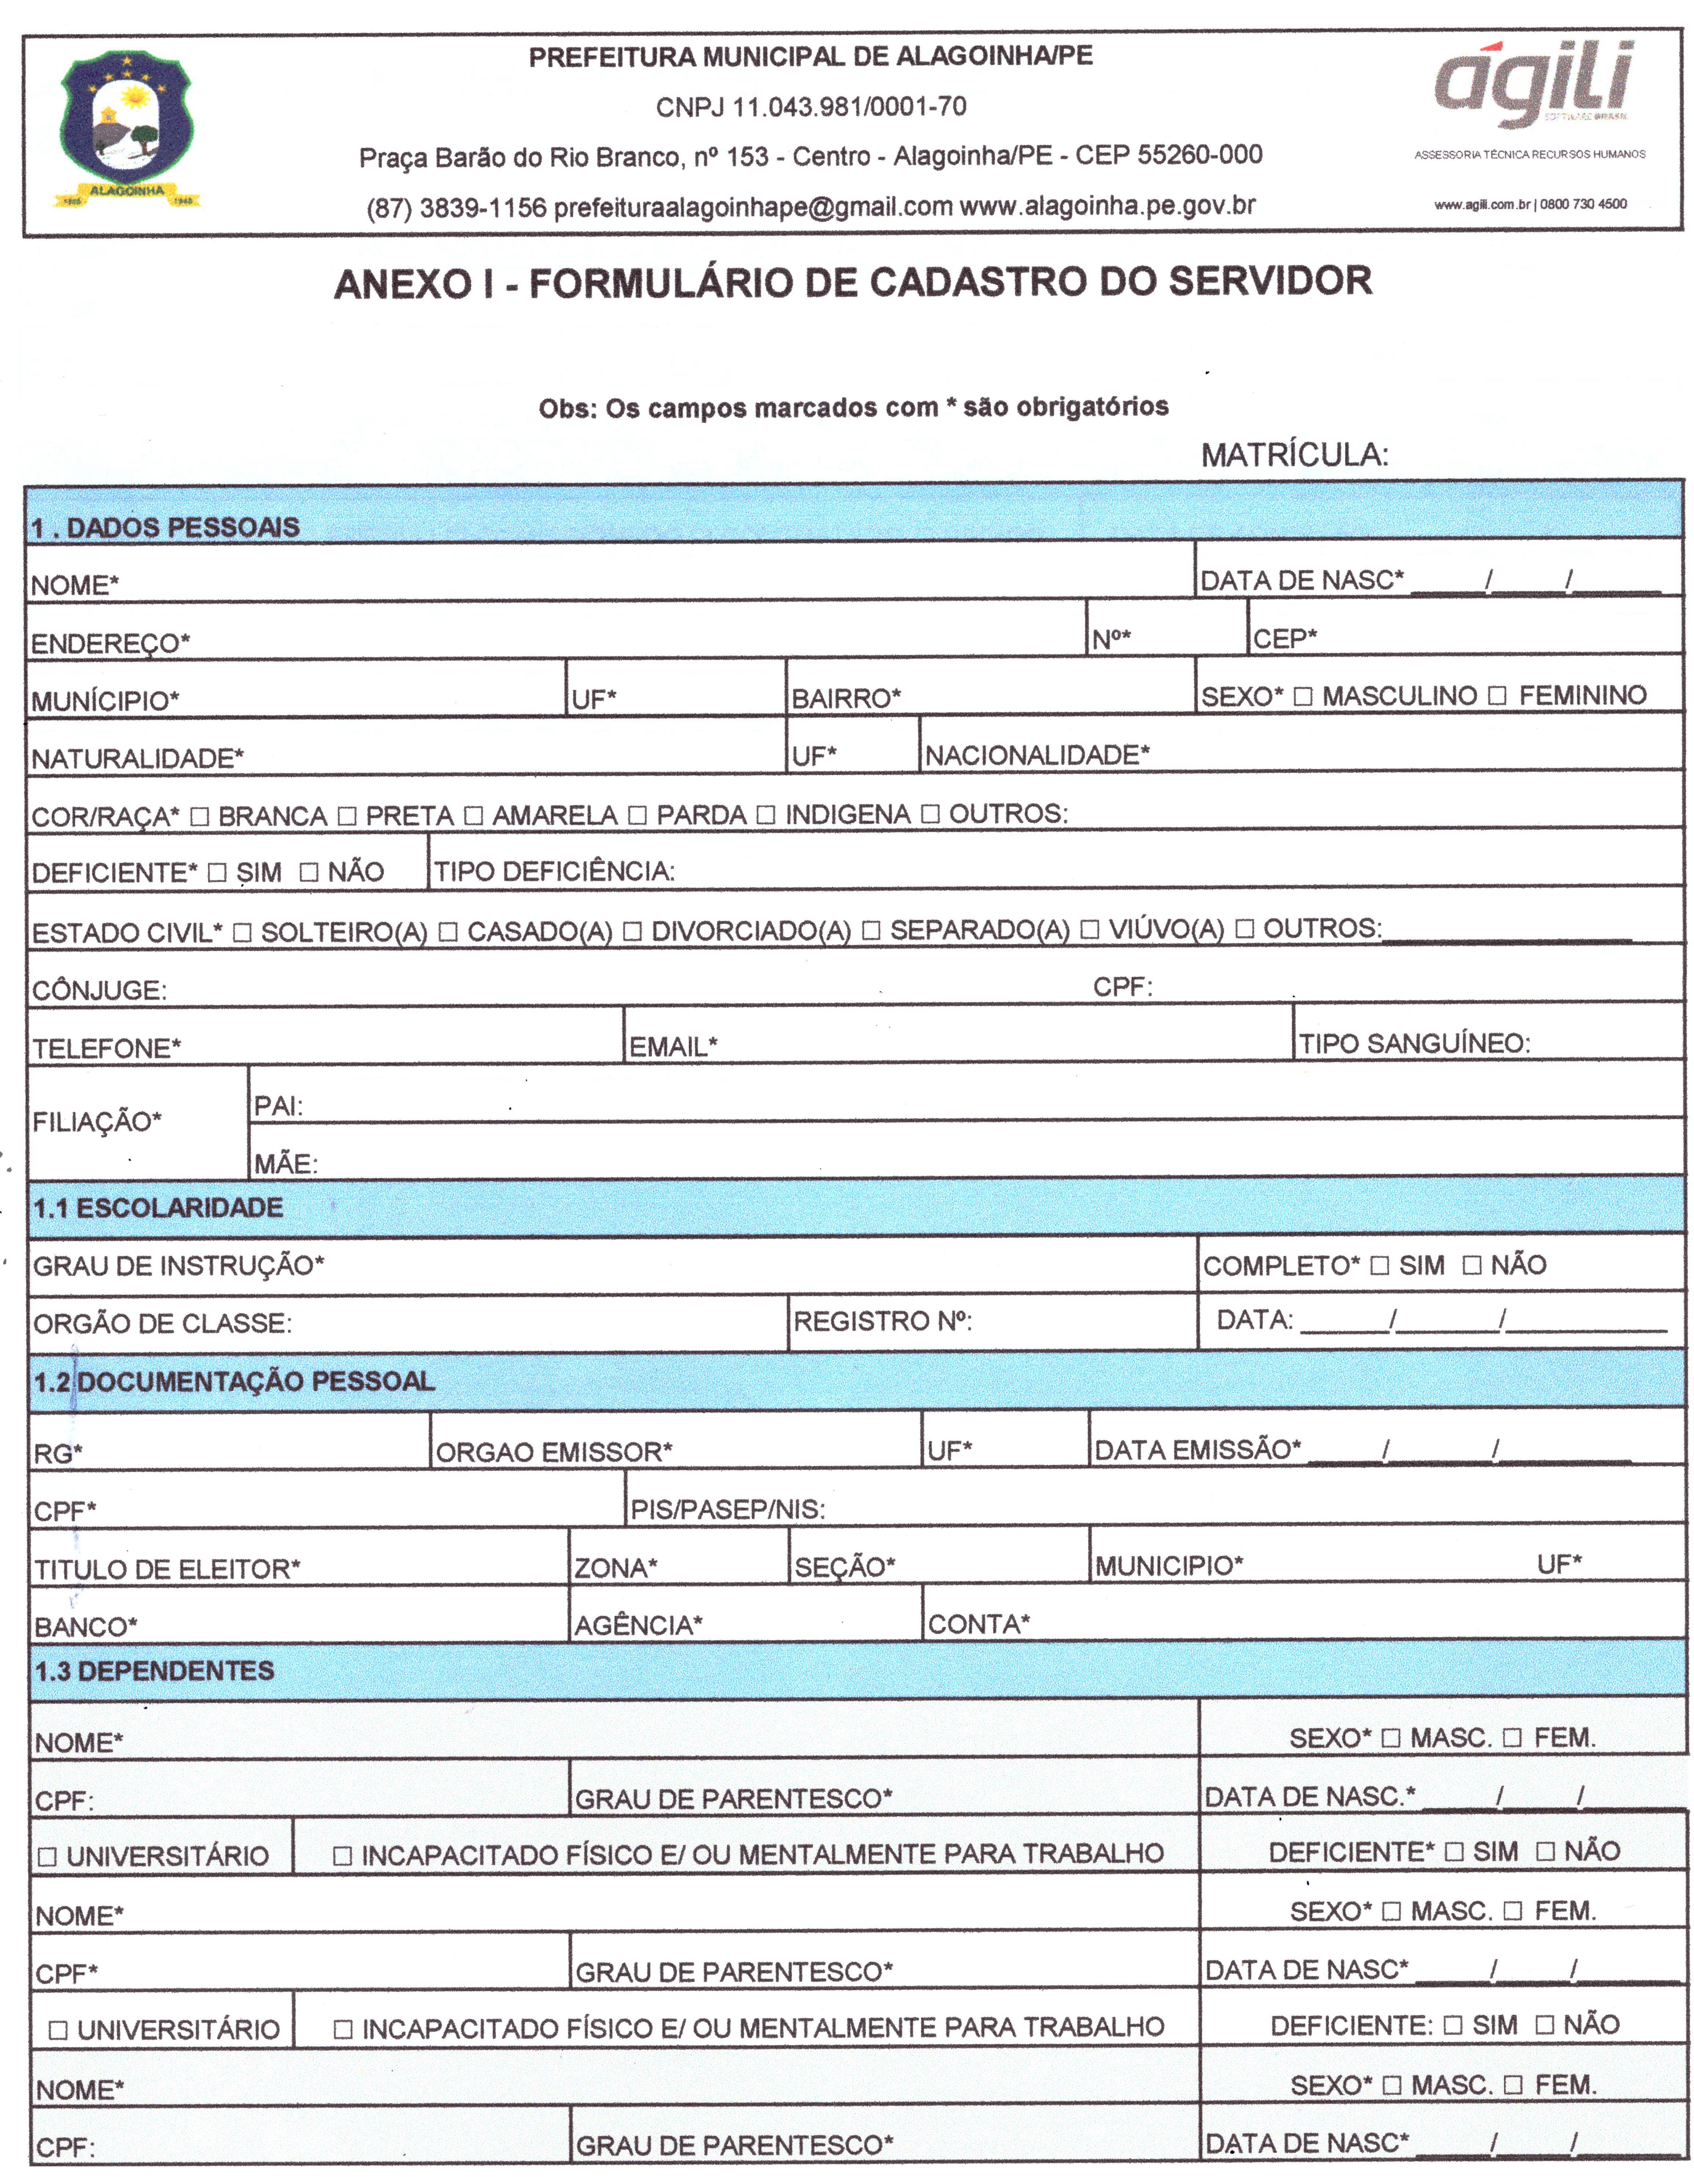 PREFEITURA MUNICIPAL DE ALAGOINHA/PE
CNPJ 11.043.981/0001-70
Praça Barão do Rio Branco, nº 153 - Centro - Alagoinha/PE - CEP 55260-000
(87) 3839-1156 prefeituraalagoinhape@gmail.com www.alagoinha.pe.gov.br
ALAGOINHA
1948
ágili
SOFTWARE BRASIL
ASSESSORIA TÉCNICA RECURSOS HUMANOS
www.agili.com.br | 0800 730 4500
ANEXO I - FORMULÁRIO DE CADASTRO DO SERVIDOR
Obs: Os campos marcados com * são obrigatórios
MATRÍCULA:
1 . DADOS PESSOAIS
NOME* DATA DE NASC* _____/_____/_____
ENDEREÇO* Nº* CEP*
MUNÍCIPIO* UF* BAIRRO* SEXO* ☐ MASCULINO ☐ FEMININO
NATURALIDADE* UF* NACIONALIDADE*
COR/RAÇA* ☐ BRANCA ☐ PRETA ☐ AMARELA ☐ PARDA ☐ INDIGENA ☐ OUTROS:
DEFICIENTE* ☐ SIM ☐ NÃO TIPO DEFICIÊNCIA:
ESTADO CIVIL* ☐ SOLTEIRO(A) ☐ CASADO(A) ☐ DIVORCIADO(A) ☐ SEPARADO(A) ☐ VIÚVO(A) ☐ OUTROS:__________
CÔNJUGE: CPF:
TELEFONE* EMAIL* TIPO SANGUÍNEO:
FILIAÇÃO*
PAI:
MÃE:
1.1 ESCOLARIDADE
GRAU DE INSTRUÇÃO* COMPLETO* ☐ SIM ☐ NÃO
ORGÃO DE CLASSE: REGISTRO Nº: DATA: _____/_____/_____
1.2 DOCUMENTAÇÃO PESSOAL
RG* ORGAO EMISSOR* UF* DATA EMISSÃO* _____/_____/_____
CPF* PIS/PASEP/NIS:
TITULO DE ELEITOR* ZONA* SEÇÃO* MUNICIPIO* UF*
BANCO* AGÊNCIA* CONTA*
1.3 DEPENDENTES
NOME* SEXO* ☐ MASC. ☐ FEM.
CPF: GRAU DE PARENTESCO* DATA DE NASC.* _____/_____/_____
☐ UNIVERSITÁRIO ☐ INCAPACITADO FÍSICO E/ OU MENTALMENTE PARA TRABALHO DEFICIENTE* ☐ SIM ☐ NÃO
NOME* SEXO* ☐ MASC. ☐ FEM.
CPF* GRAU DE PARENTESCO* DATA DE NASC* _____/_____/_____
☐ UNIVERSITÁRIO ☐ INCAPACITADO FÍSICO E/ OU MENTALMENTE PARA TRABALHO DEFICIENTE: ☐ SIM ☐ NÃO
NOME* SEXO* ☐ MASC. ☐ FEM.
CPF: GRAU DE PARENTESCO* DATA DE NASC* _____/_____/_____